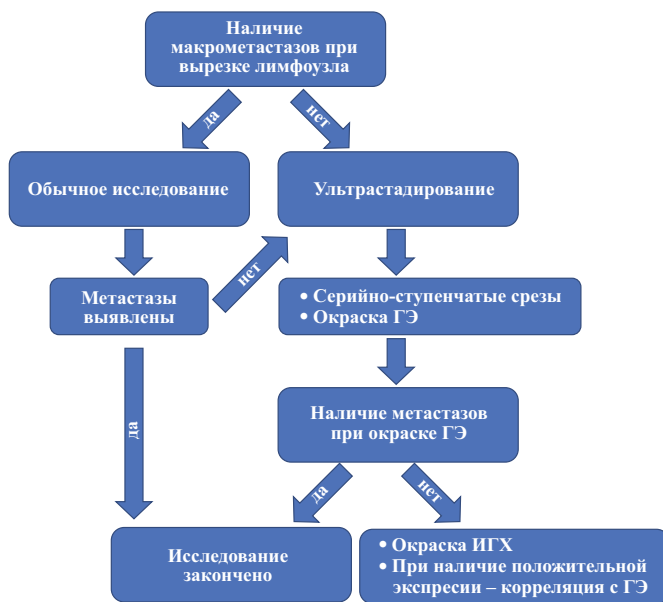 Наличие
макрометастазов при
вырезке лимфоузла
да
нет
Обычное исследование
Ультрастадирование
нет
Метастазы
выявлены
• Серийно-ступенчатые срезы
• Окраска ГЭ
Наличие метастазов
при окраске ГЭ
да
да
нет
Исследование
закончено
• Окраска ИГХ
• При наличие положительной
экспресии – корреляция с ГЭ